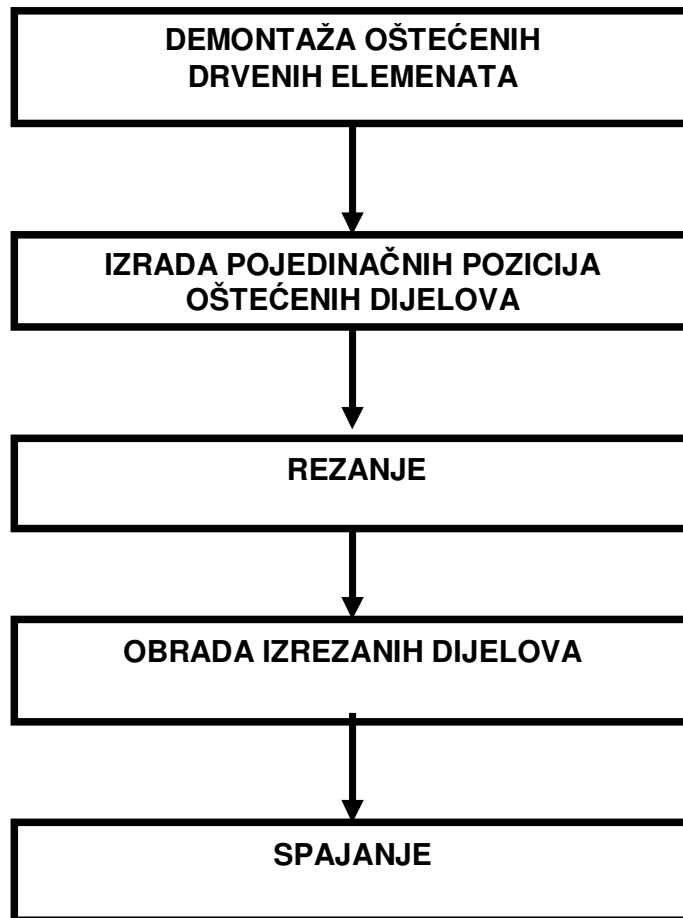 DEMONTAŽA OŠTEĆENIH
DRVENIH ELEMENATA
IZRADA POJEDINAČNIH POZICIJA
OŠTEĆENIH DIJELOVA
REZANJE
OBRADA IZREZANIH DIJELOVA
SPAJANJE